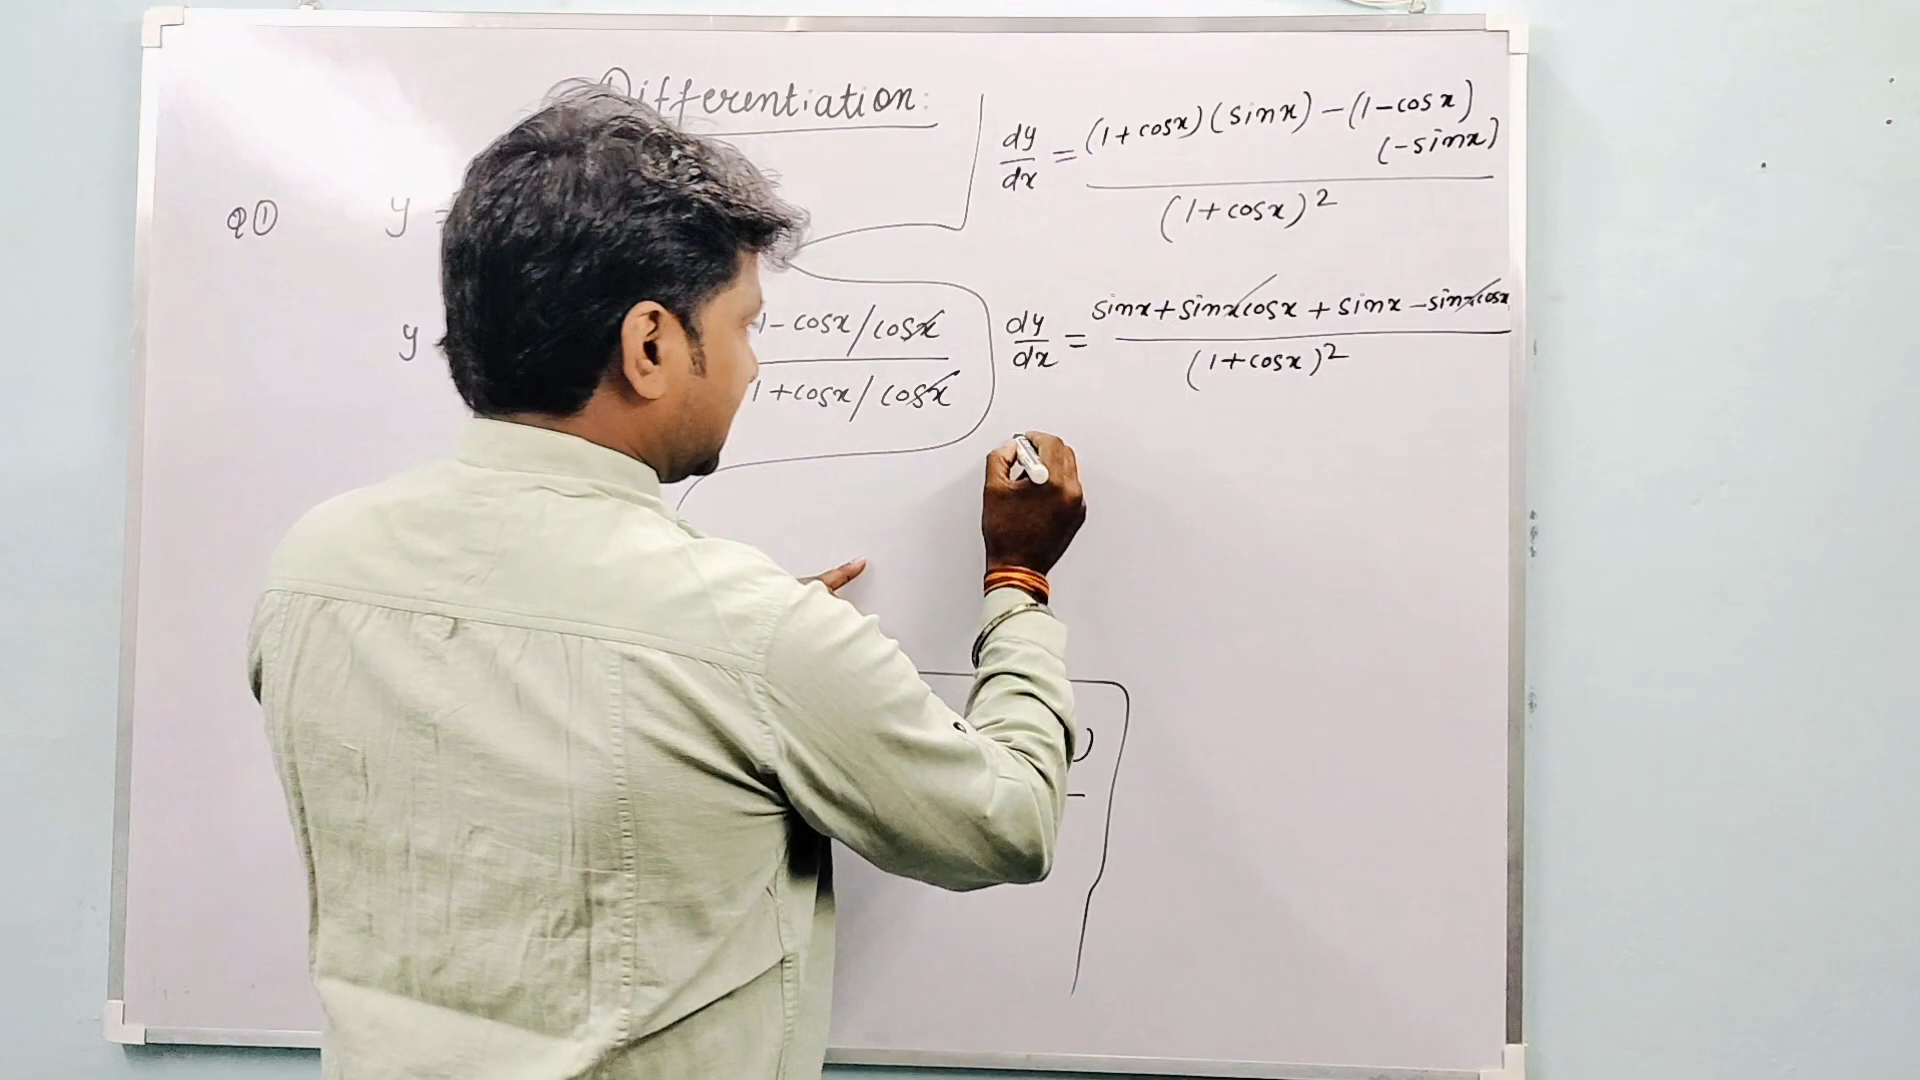 Differentiation:
Q①
y =
y
1-cosx/cosx
1+cosx/cosx
dy/dx = (1+cosx)(sinx) - (1-cosx)
(-sinx)
(1+cosx)²
dy/dx = sinx + sinxcosx + sinx - sinxcosx
(1+cosx)²